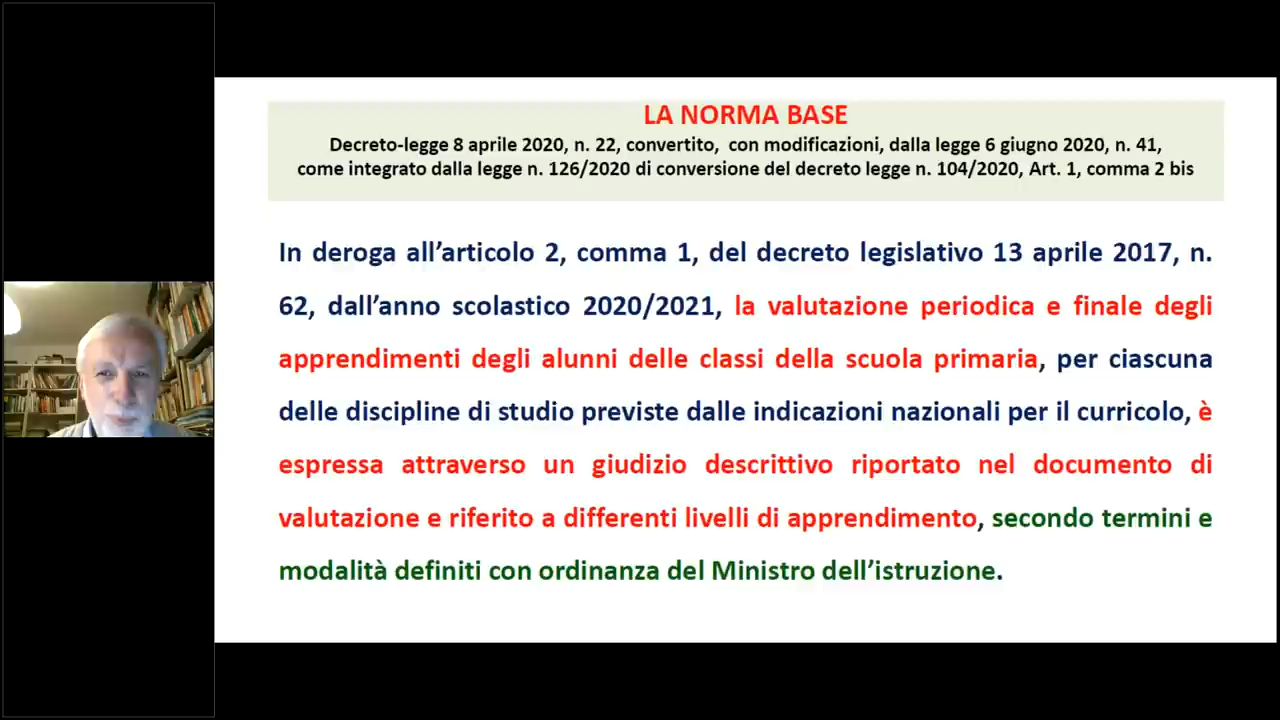 LA NORMA BASE
Decreto-legge 8 aprile 2020, n. 22, convertito, con modificazioni, dalla legge 6 giugno 2020, n. 41,
come integrato dalla legge n. 126/2020 di conversione del decreto legge n. 104/2020, Art. 1, comma 2 bis
In deroga all’articolo 2, comma 1, del decreto legislativo 13 aprile 2017, n.
62, dall’anno scolastico 2020/2021, la valutazione periodica e finale degli
apprendimenti degli alunni delle classi della scuola primaria, per ciascuna
delle discipline di studio previste dalle indicazioni nazionali per il curricolo, è
espressa attraverso un giudizio descrittivo riportato nel documento di
valutazione e riferito a differenti livelli di apprendimento, secondo termini e
modalità definiti con ordinanza del Ministro dell’istruzione.